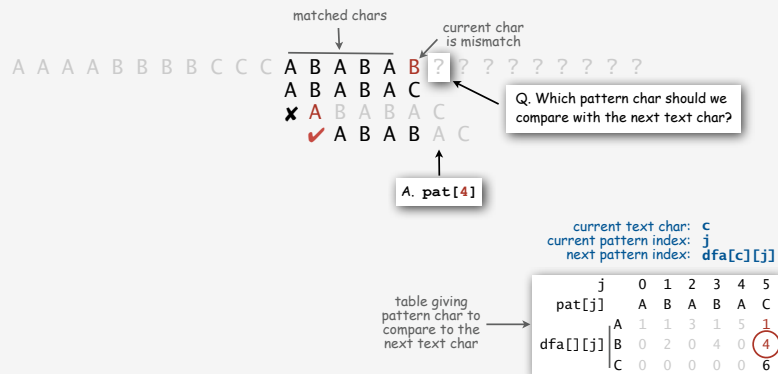 matched chars
current char
is mismatch
A A A A B B B B C C C A B A B A B ? ? ? ? ? ? ? ? ?
A B A B A C
✘ A B A B A C
✔ A B A B A C
Q. Which pattern char should we
compare with the next text char?
A. pat[4]
current text char: c
current pattern index: j
next pattern index: dfa[c][j]
table giving
pattern char to
compare to the
next text char
j 0 1 2 3 4 5
pat[j] A B A B A C
A 1 1 3 1 5 1
dfa[][j] B 0 2 0 4 0 4
C 0 0 0 0 0 6